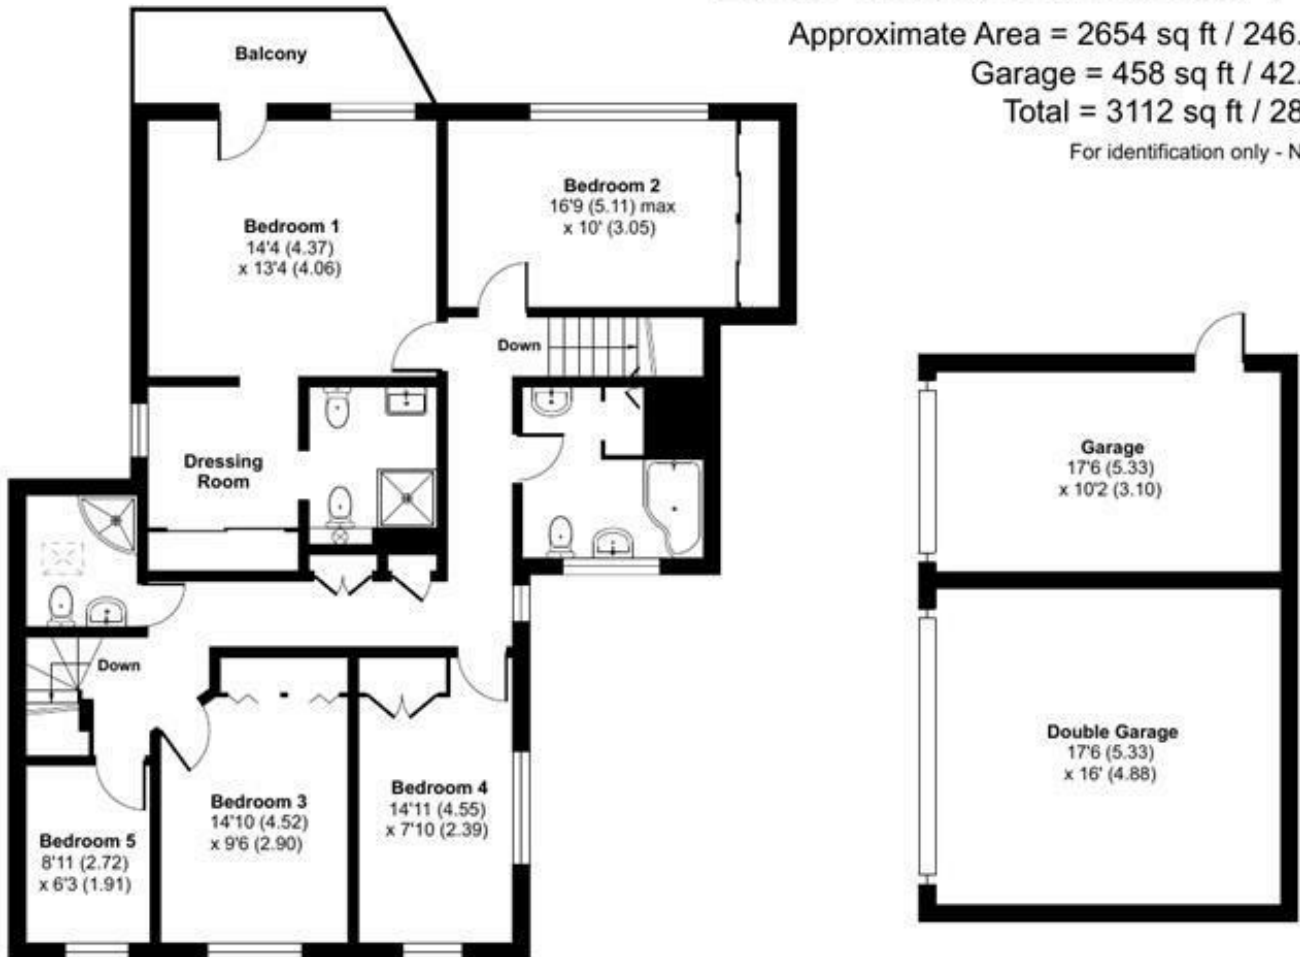 Approximate Area = 2654 sq ft / 246.
Garage = 458 sq ft / 42.
Total = 3112 sq ft / 28
For identification only - N
Balcony
Bedroom 1
14'4 (4.37)
x 13'4 (4.06)
Bedroom 2
16'9 (5.11) max
x 10' (3.05)
Down
Dressing
Room
Down
Bedroom 3
14'10 (4.52)
x 9'6 (2.90)
Bedroom 4
14'11 (4.55)
x 7'10 (2.39)
Bedroom 5
8'11 (2.72)
x 6'3 (1.91)
Garage
17'6 (5.33)
x 10'2 (3.10)
Double Garage
17'6 (5.33)
x 16' (4.88)